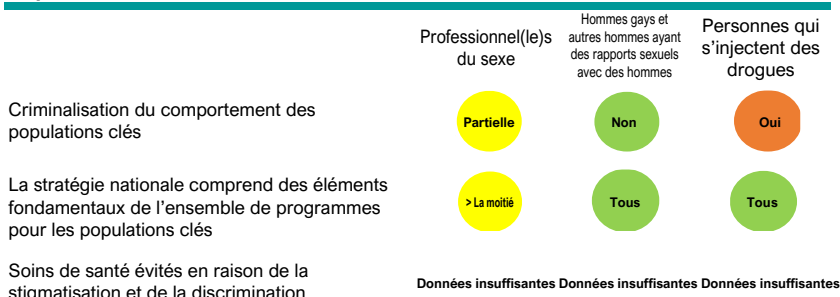 Professionnel(le)s
du sexe
Hommes gays et
autres hommes ayant
des rapports sexuels
avec des hommes
Personnes qui
s'injectent des
drogues
Criminalisation du comportement des
populations clés
Partielle
Non
Oui
La stratégie nationale comprend des éléments
fondamentaux de l'ensemble de programmes
pour les populations clés
> La moitié
Tous
Tous
Soins de santé évités en raison de la
stigmatisation et de la discrimination
Données insuffisantes Données insuffisantes Données insuffisantes